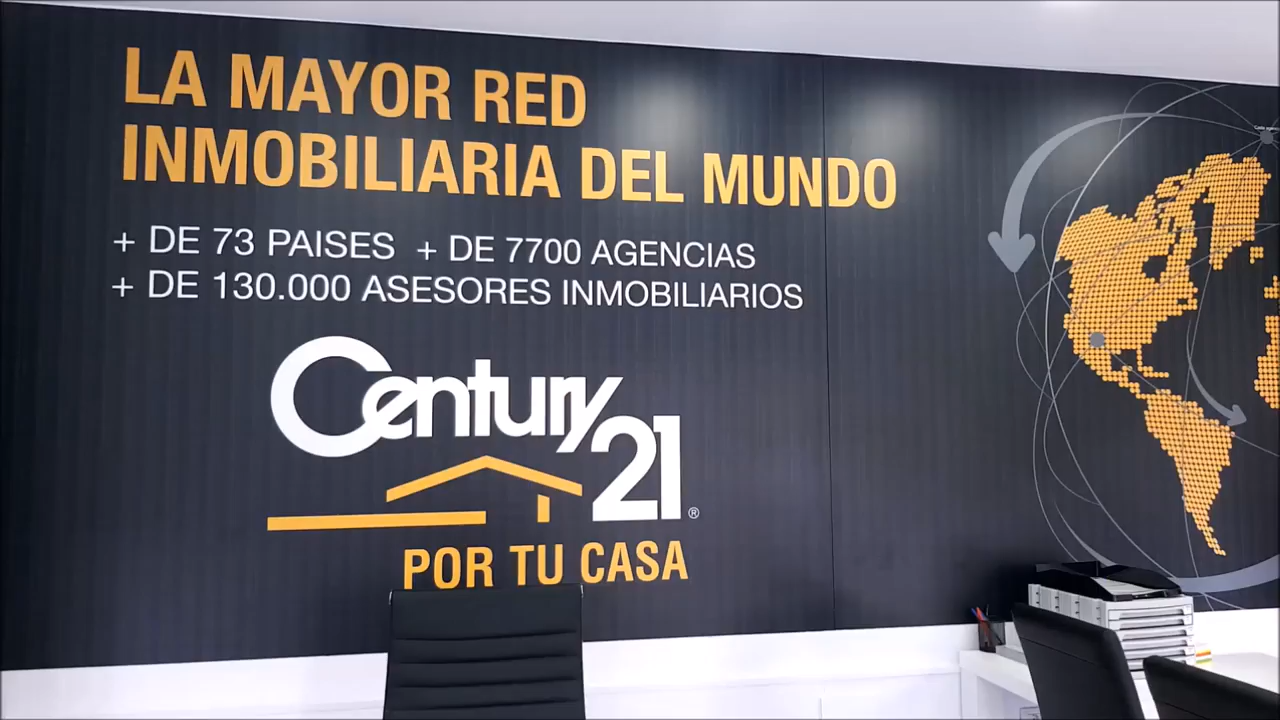 LA MAYOR RED
INMOBILIARIA DEL MUNDO
+ DE 73 PAISES + DE 7700 AGENCIAS
+ DE 130.000 ASESORES INMOBILIARIOS
Century
21®
POR TU CASA